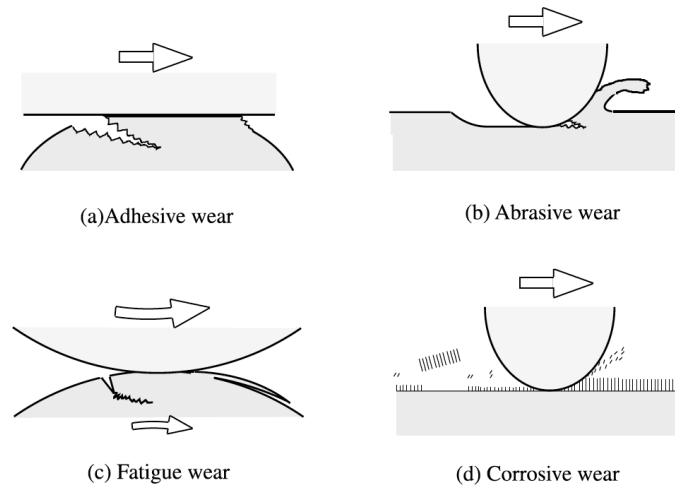 (a)Adhesive wear
(b) Abrasive wear
(c) Fatigue wear
(d) Corrosive wear